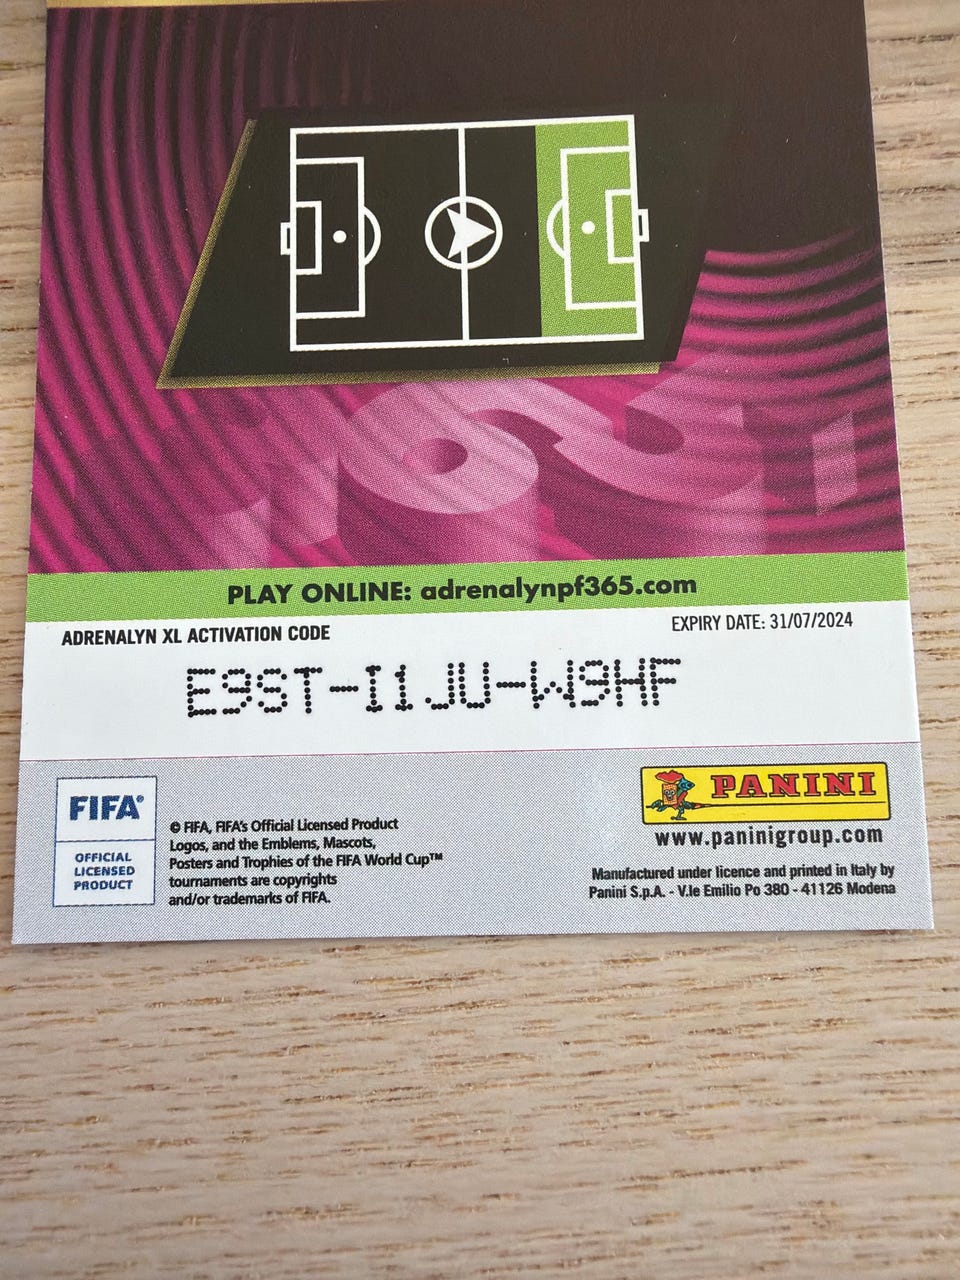 PLAY ONLINE: adrenalynpf365.com
ADRENALYN XL ACTIVATION CODE
EXPIRY DATE: 31/07/2024
E9ST-I1JU-W9HF
FIFA®
OFFICIAL
LICENSED
PRODUCT
© FIFA, FIFA's Official Licensed Product
Logos, and the Emblems, Mascots,
Posters and Trophies of the FIFA World Cup™
tournaments are copyrights
and/or trademarks of FIFA.
PANINI
www.paninigroup.com
Manufactured under licence and printed in Italy by
Panini S.p.A. - V.le Emilio Po 380 - 41126 Modena